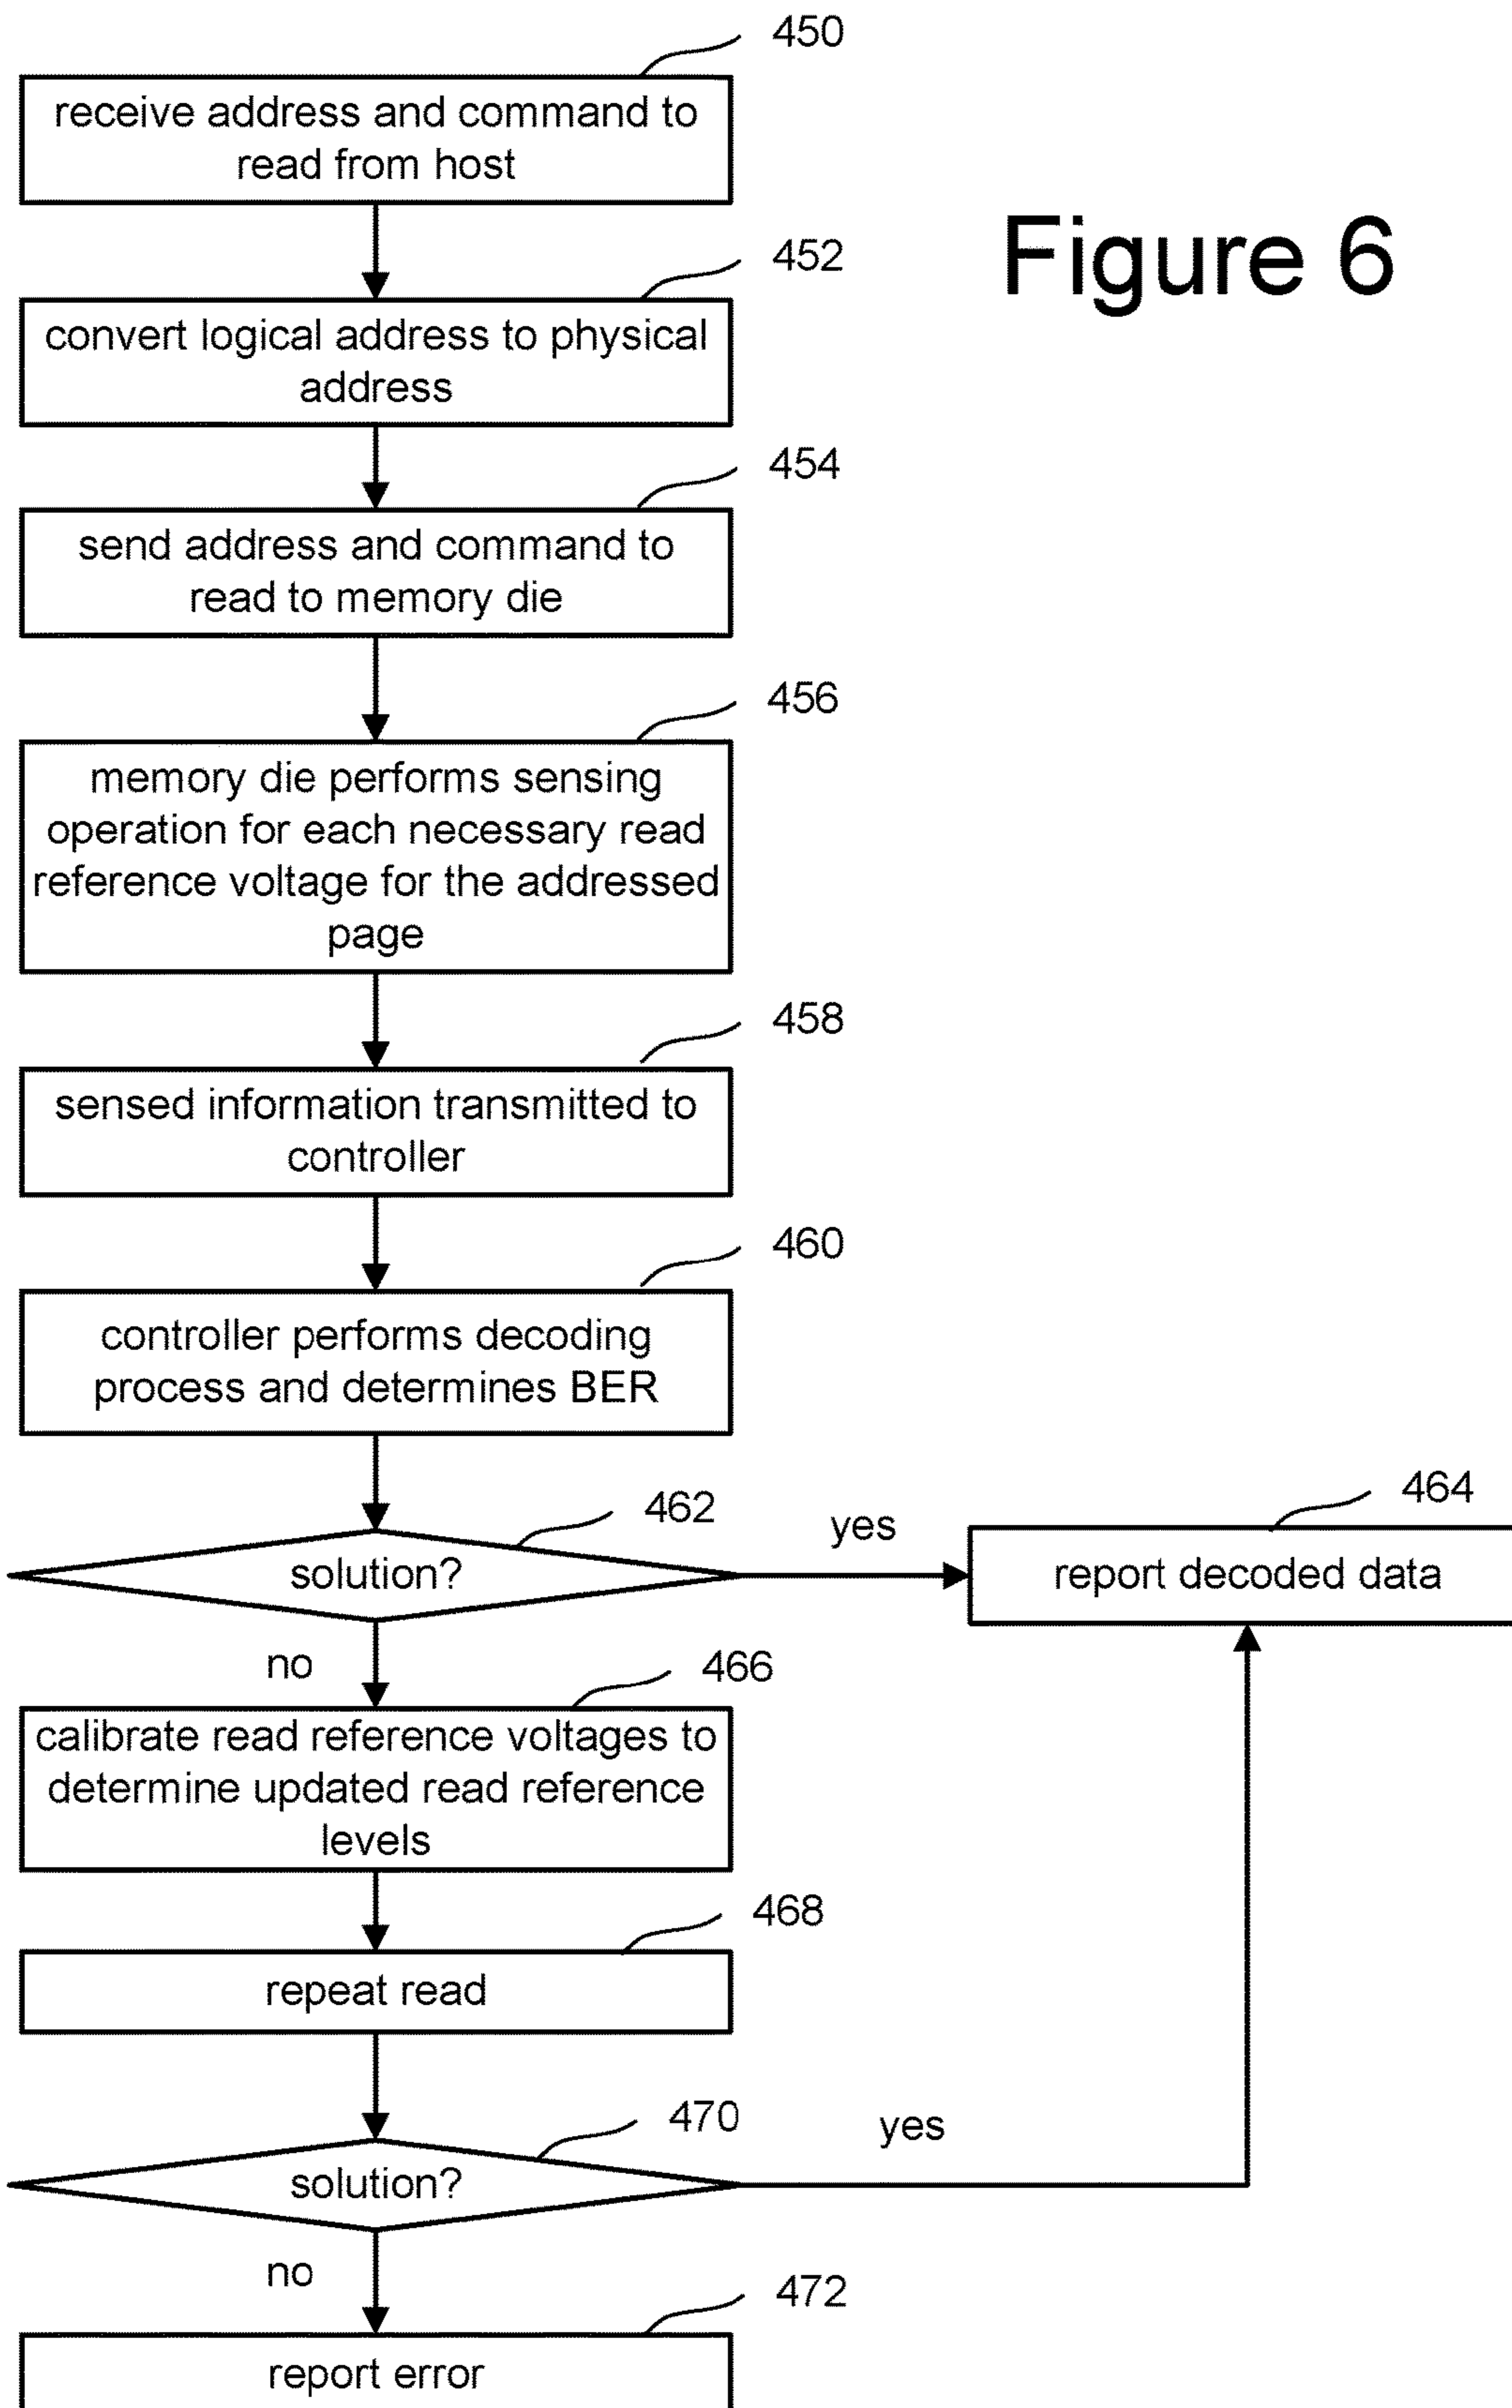 450
receive address and command to
read from host
Figure 6
452
convert logical address to physical
address
454
send address and command to
read to memory die
456
memory die performs sensing
operation for each necessary read
reference voltage for the addressed
page
458
sensed information transmitted to
controller
460
controller performs decoding
process and determines BER
462
solution?
yes
464
report decoded data
no
466
calibrate read reference voltages to
determine updated read reference
levels
468
repeat read
470
solution?
yes
no
472
report error